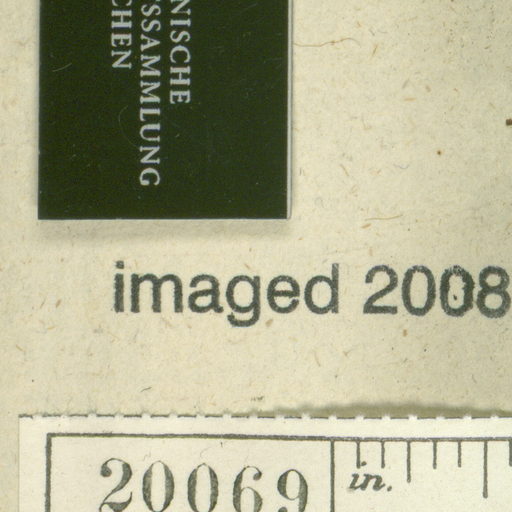 NISCHE
SSAMMLUNG
CHEN
imaged 2008
20069
in.